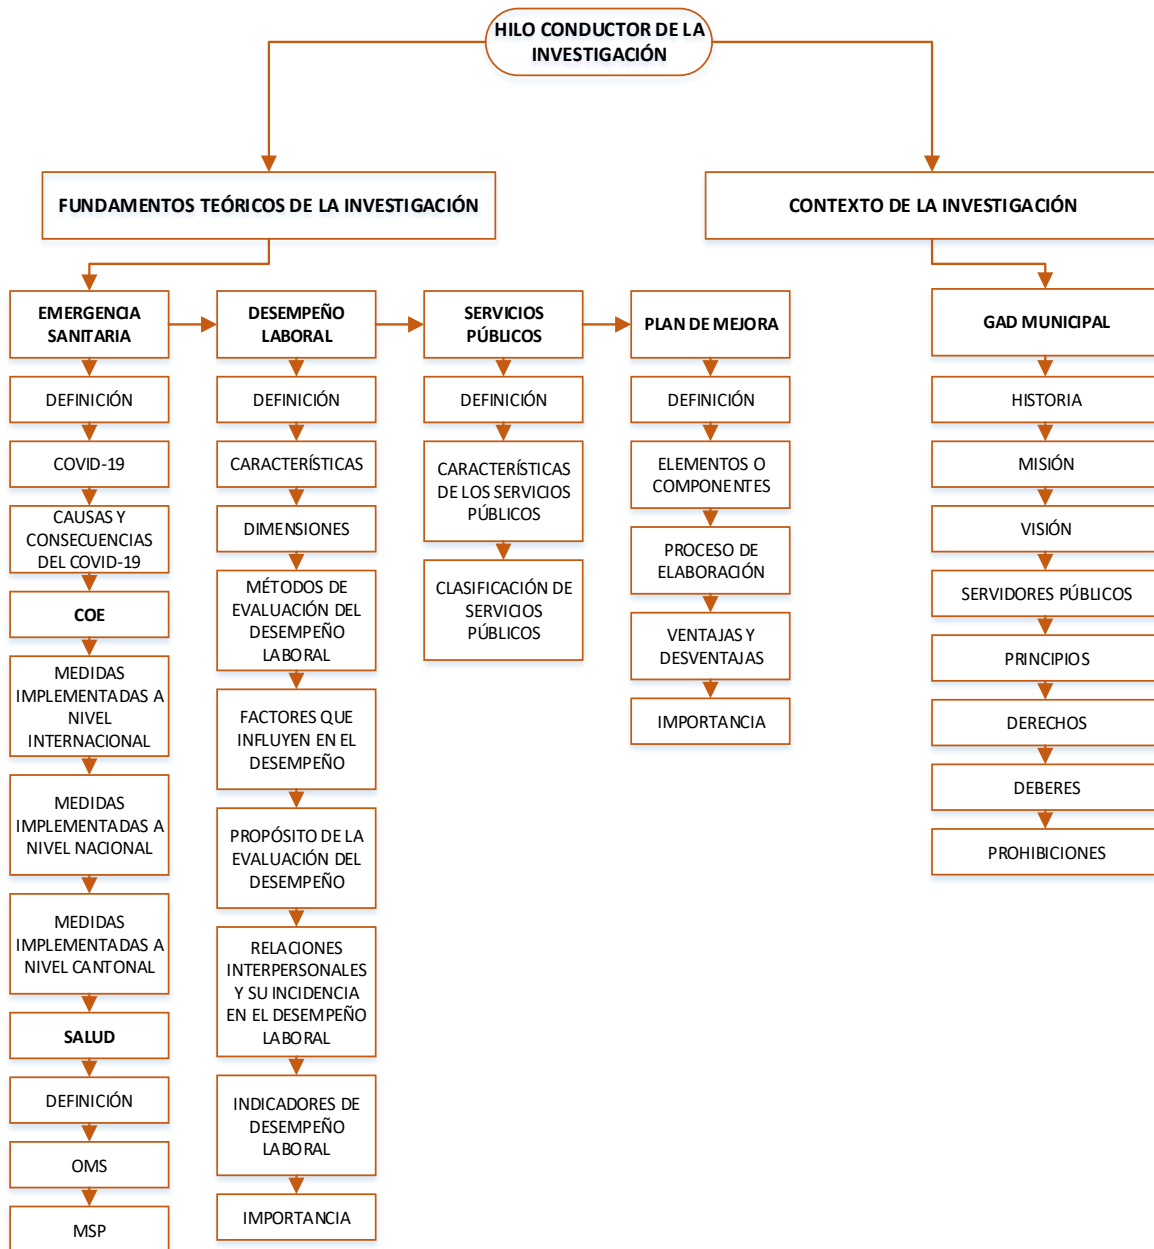 HILO CONDUCTOR DE LA
INVESTIGACIÓN
FUNDAMENTOS TEÓRICOS DE LA INVESTIGACIÓN
CONTEXTO DE LA INVESTIGACIÓN
EMERGENCIA
SANITARIA
DEFINICIÓN
COVID-19
CAUSAS Y
CONSECUENCIAS
DEL COVID-19
COE
MEDIDAS
IMPLEMENTADAS A
NIVEL
INTERNACIONAL
MEDIDAS
IMPLEMENTADAS A
NIVEL NACIONAL
MEDIDAS
IMPLEMENTADAS A
NIVEL CANTONAL
SALUD
DEFINICIÓN
OMS
MSP
DESEMPEÑO
LABORAL
DEFINICIÓN
CARACTERÍSTICAS
DIMENSIONES
MÉTODOS DE
EVALUACIÓN DEL
DESEMPEÑO
LABORAL
FACTORES QUE
INFLUYEN EN EL
DESEMPEÑO
PROPÓSITO DE LA
EVALUACIÓN DEL
DESEMPEÑO
RELACIONES
INTERPERSONALES
Y SU INCIDENCIA
EN EL DESEMPEÑO
LABORAL
INDICADORES DE
DESEMPEÑO
LABORAL
IMPORTANCIA
SERVICIOS
PÚBLICOS
DEFINICIÓN
CARACTERÍSTICAS
DE LOS SERVICIOS
PÚBLICOS
CLASIFICACIÓN DE
SERVICIOS
PÚBLICOS
PLAN DE MEJORA
DEFINICIÓN
ELEMENTOS O
COMPONENTES
PROCESO DE
ELABORACIÓN
VENTAJAS Y
DESVENTAJAS
IMPORTANCIA
GAD MUNICIPAL
HISTORIA
MISIÓN
VISIÓN
SERVIDORES PÚBLICOS
PRINCIPIOS
DERECHOS
DEBERES
PROHIBICIONES